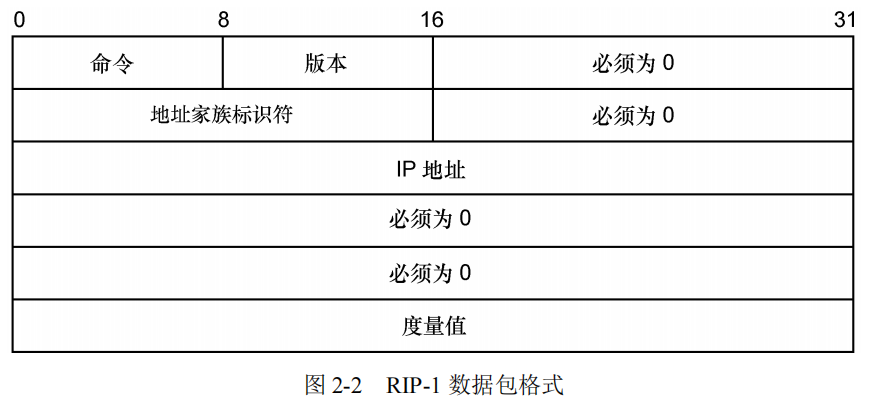 0 8 16 31
命令 版本 必须为 0
地址家族标识符 必须为 0
IP 地址
必须为 0
必须为 0
度量值
图 2-2 RIP-1 数据包格式